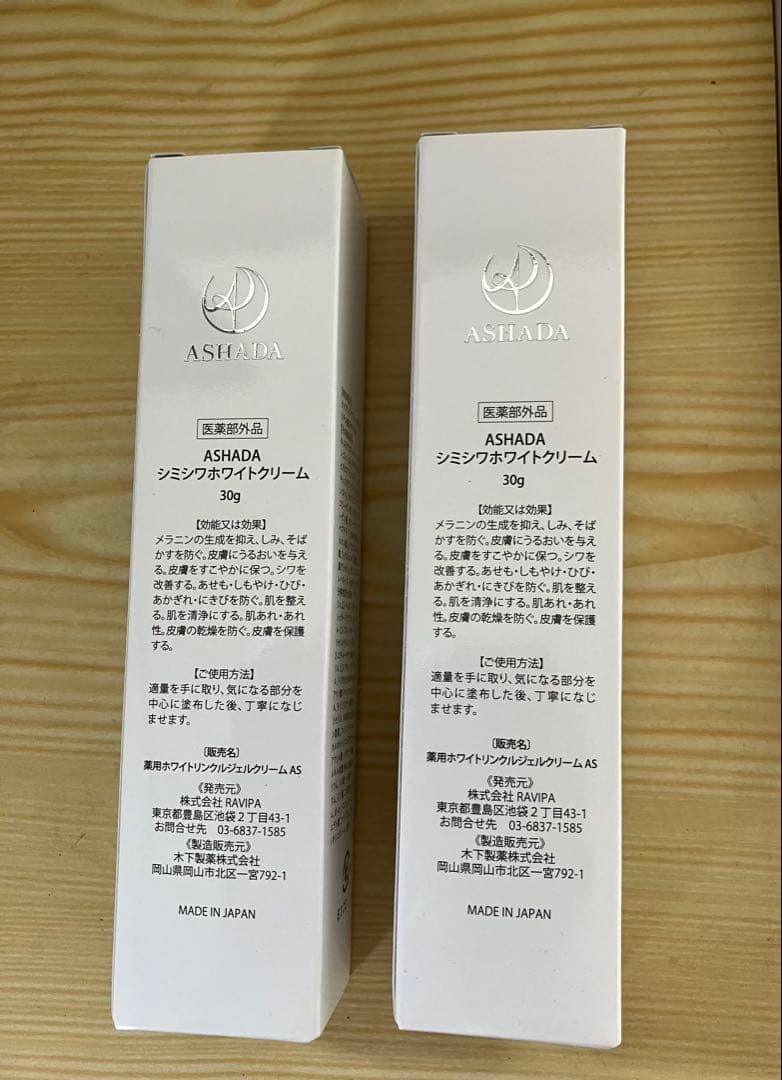 ASHADA
医薬部外品
ASHADA
シミシワホワイトクリーム
30g
【効能又は効果】
メラニンの生成を抑え、しみ、そば
かすを防ぐ。皮膚にうるおいを与え
る。皮膚をすこやかに保つ。シワを
改善する。あせも・しもやけ・ひび・
あかぎれ・にきびを防ぐ。肌を整え
る。肌を清浄にする。肌あれ・あれ
性。皮膚の乾燥を防ぐ。皮膚を保護
する。
【ご使用方法】
適量を手に取り、気になる部分を
中心に塗布した後、丁寧になじ
ませます。
〔販売名〕
薬用ホワイトリンクルジェルクリーム AS
《発売元》
株式会社 RAVIPA
東京都豊島区池袋２丁目43-1
お問合せ先 03-6837-1585
《製造販売元》
木下製薬株式会社
岡山県岡山市北区一宮792-1
MADE IN JAPAN
ASHADA
医薬部外品
ASHADA
シミシワホワイトクリーム
30g
【効能又は効果】
メラニンの生成を抑え、しみ、そば
かすを防ぐ。皮膚にうるおいを与え
る。皮膚をすこやかに保つ。シワを
改善する。あせも・しもやけ・ひび・
あかぎれ・にきびを防ぐ。肌を整え
る。肌を清浄にする。肌あれ・あれ
性。皮膚の乾燥を防ぐ。皮膚を保護
する。
【ご使用方法】
適量を手に取り、気になる部分を
中心に塗布した後、丁寧になじ
ませます。
〔販売名〕
薬用ホワイトリンクルジェルクリーム AS
《発売元》
株式会社 RAVIPA
東京都豊島区池袋２丁目43-1
お問合せ先 03-6837-1585
《製造販売元》
木下製薬株式会社
岡山県岡山市北区一宮792-1
MADE IN JAPAN